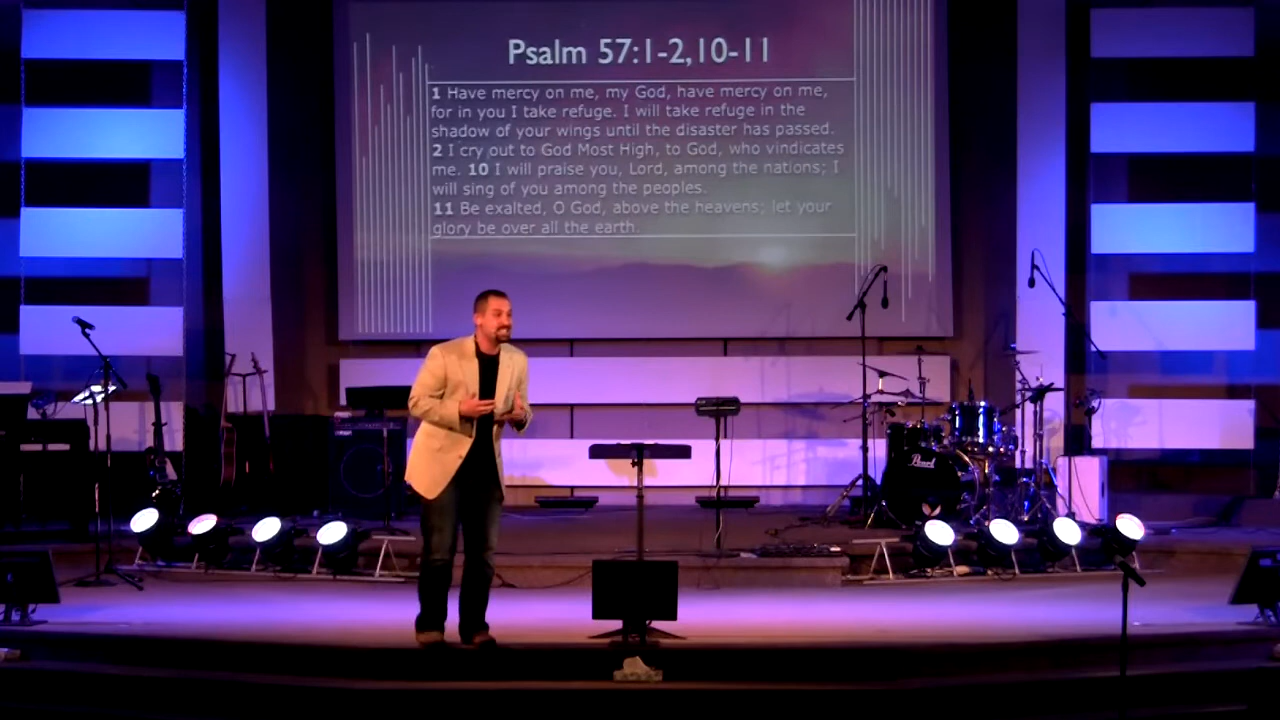 Psalm 57:1-2,10-11
1 Have mercy on me, my God, have mercy on me,
for in you I take refuge. I will take refuge in the
shadow of your wings until the disaster has passed.
2 I cry out to God Most High, to God, who vindicates
me. 10 I will praise you, Lord, among the nations; I
will sing of you among the peoples.
11 Be exalted, O God, above the heavens; let your
glory be over all the earth.
Pearl